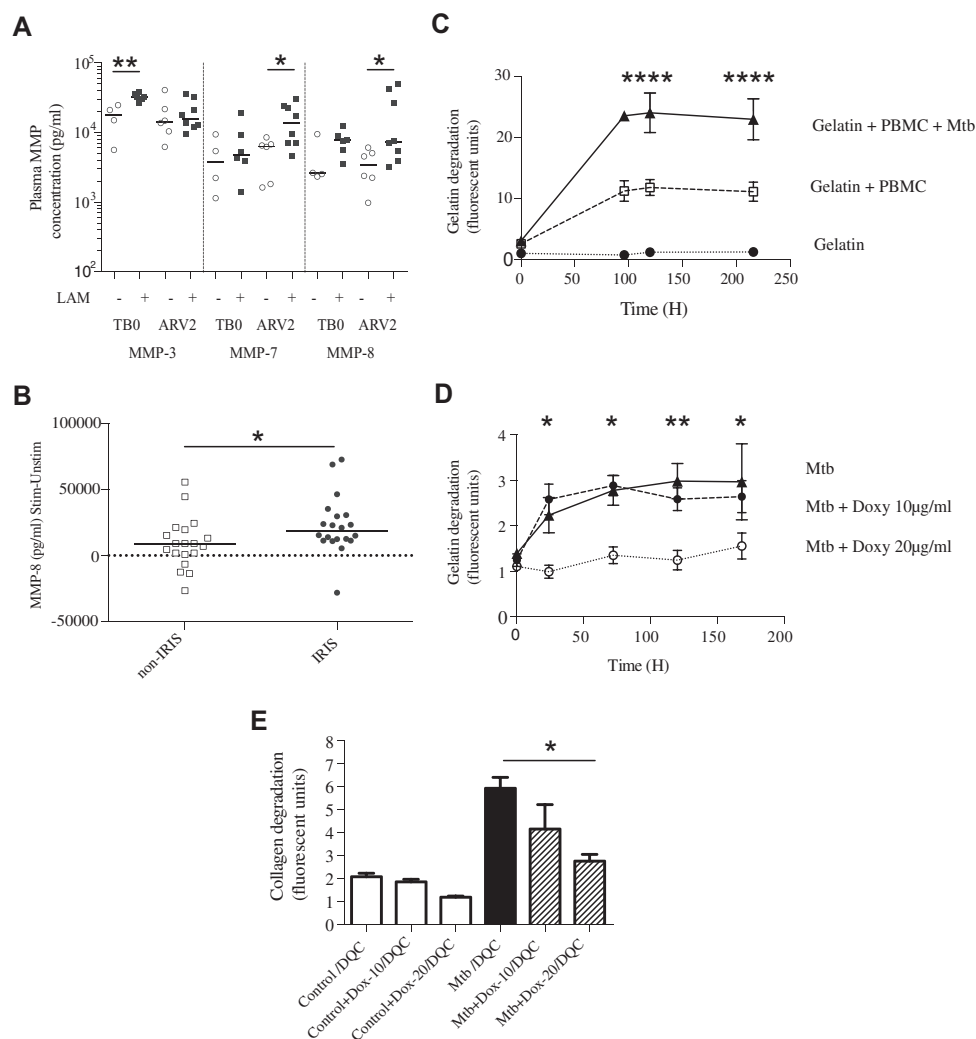 A
Plasma MMP
concentration (pg/ml)
10^5
10^4
10^3
10^2
** * *
LAM - + - + - + - + - + - +
TB0 ARV2 TB0 ARV2 TB0 ARV2
MMP-3 MMP-7 MMP-8
B
MMP-8 (pg/ml) Stim-Unstim
100000
50000
0
-50000
*
non-IRIS IRIS
C
Gelatin degradation
(fluorescent units)
30
20
10
0
**** ****
Gelatin + PBMC + Mtb
Gelatin + PBMC
Gelatin
0 50 100 150 200 250
Time (H)
D
Gelatin degradation
(fluorescent units)
4
3
2
1
0
* * ** *
Mtb
Mtb + Doxy 10µg/ml
Mtb + Doxy 20µg/ml
0 50 100 150 200
Time (H)
E
Collagen degradation
(fluorescent units)
8
7
6
5
4
3
2
1
0
*
Control /DQC
Control+Dox-10/DQC
Control+Dox-20/DQC
Mtb /DQC
Mtb+Dox-10/DQC
Mtb+Dox-20/DQC